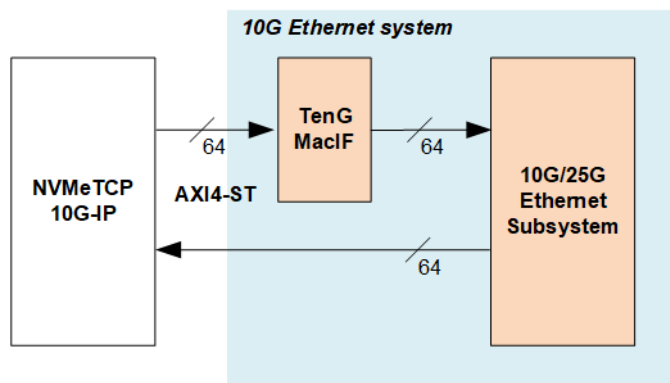 10G Ethernet system
TenG
MacIF
64
64
NVMeTCP
10G-IP
AXI4-ST
10G/25G
Ethernet
Subsystem
64